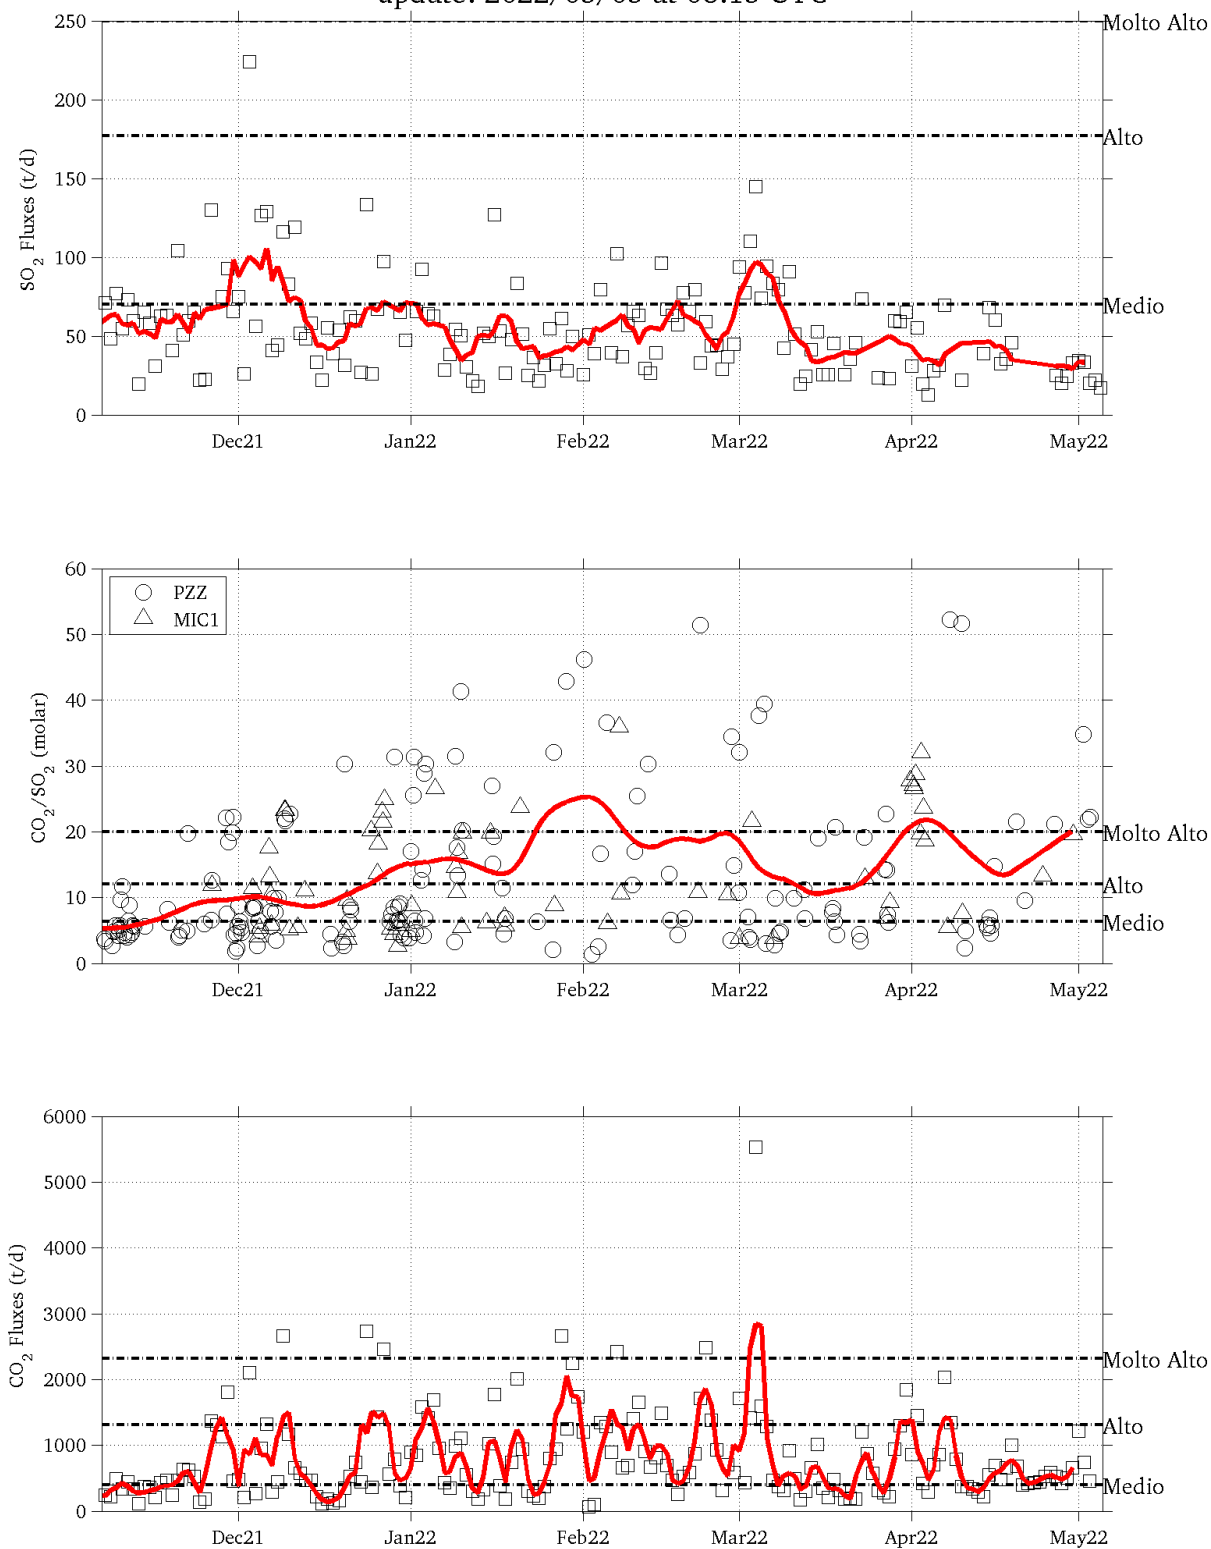 250
Molto Alto
200
Alto
150
SO2 Fluxes (t/d)
100
Medio
50
0
Dec21 Jan22 Feb22 Mar22 Apr22 May22
60
PZZ
MIC1
50
40
CO2/SO2 (molar)
30
20
Molto Alto
Alto
10
Medio
0
Dec21 Jan22 Feb22 Mar22 Apr22 May22
6000
5000
4000
CO2 Fluxes (t/d)
3000
Molto Alto
2000
Alto
1000
Medio
0
Dec21 Jan22 Feb22 Mar22 Apr22 May22